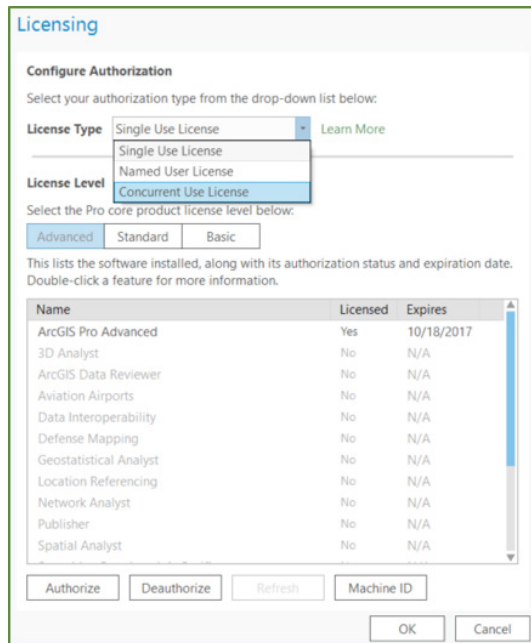 Licensing
Configure Authorization
Select your authorization type from the drop-down list below:
License Type Single Use License Learn More
Single Use License
Named User License
License Level
Concurrent Use License
Select the Pro core product license level below:
Advanced Standard Basic
This lists the software installed, along with its authorization status and expiration date.
Double-click a feature for more information.
Name Licensed Expires
ArcGIS Pro Advanced Yes 10/18/2017
3D Analyst No N/A
ArcGIS Data Reviewer No N/A
Aviation Airports No N/A
Data Interoperability No N/A
Defense Mapping No N/A
Geostatistical Analyst No N/A
Location Referencing No N/A
Network Analyst No N/A
Publisher No N/A
Spatial Analyst No N/A
Authorize Deauthorize Refresh Machine ID
OK Cancel